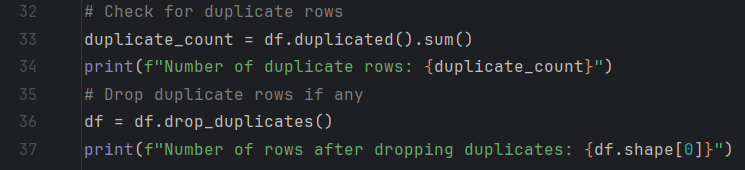 32 # Check for duplicate rows
33 duplicate_count = df.duplicated().sum()
34 print(f"Number of duplicate rows: {duplicate_count}")
35 # Drop duplicate rows if any
36 df = df.drop_duplicates()
37 print(f"Number of rows after dropping duplicates: {df.shape[0]}")